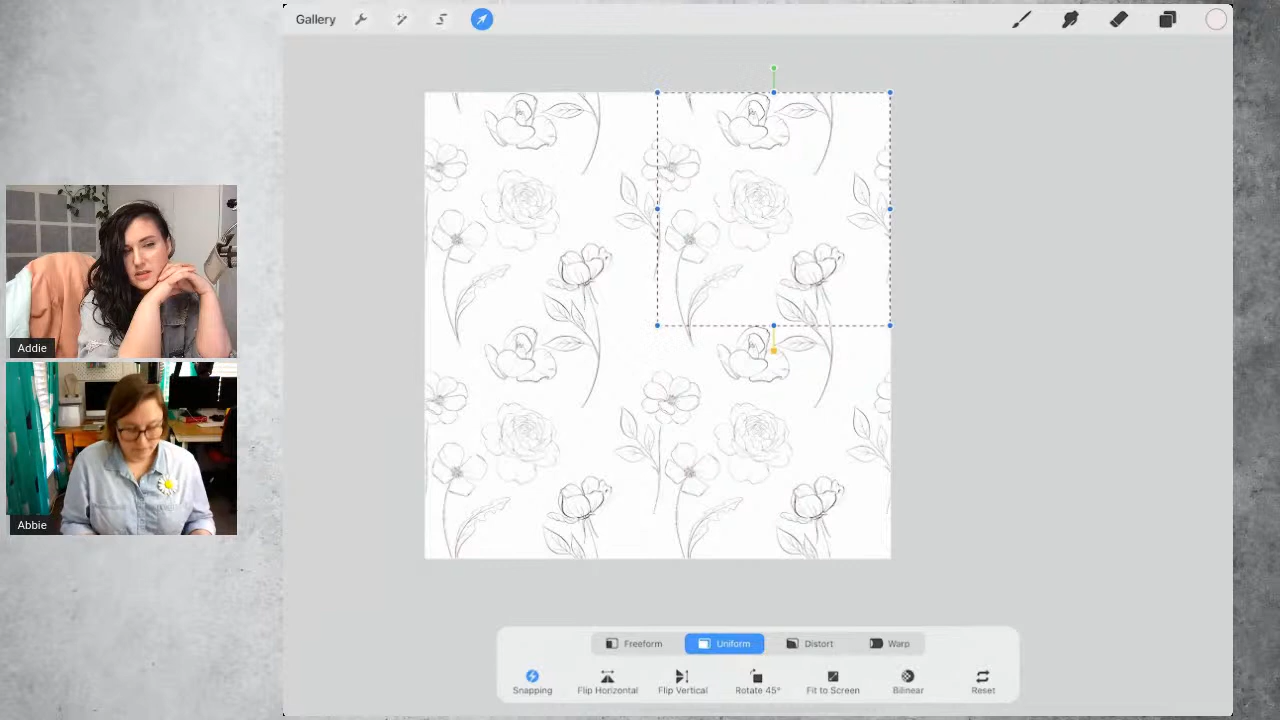 Gallery
Addie
Abbie
Freeform Uniform Distort Warp
Snapping Flip Horizontal Flip Vertical Rotate 45° Fit to Screen Bilinear Reset